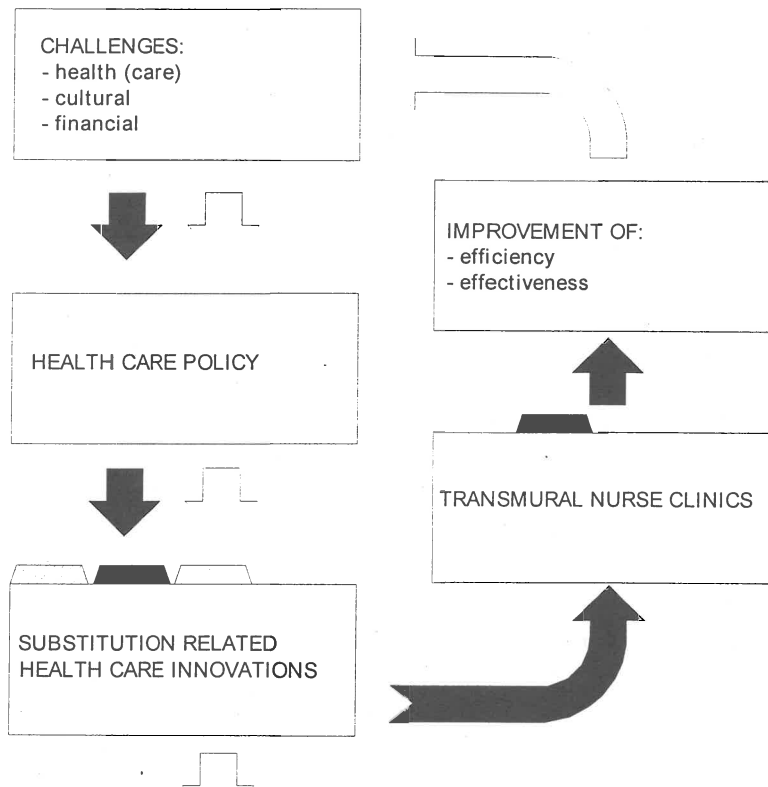 CHALLENGES:
- health (care)
- cultural
- financial
HEALTH CARE POLICY
SUBSTITUTION RELATED
HEALTH CARE INNOVATIONS
IMPROVEMENT OF:
- efficiency
- effectiveness
TRANSMURAL NURSE CLINICS